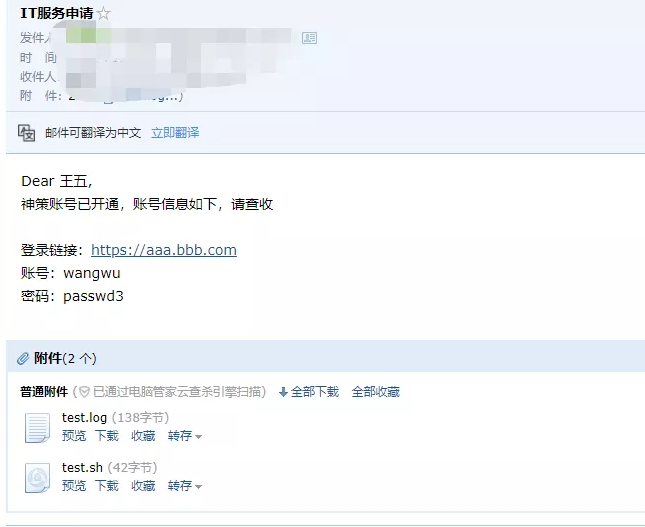 IT服务申请
发件人
时 间
收件人
附 件: 2
邮件可翻译为中文 立即翻译
Dear 王五,
神策账号已开通，账号信息如下，请查收
登录链接：https://aaa.bbb.com
账号：wangwu
密码：passwd3
附件(2 个)
普通附件 (已通过电脑管家云查杀引擎扫描) 全部下载 全部收藏
test.log (138字节)
预览 下载 收藏 转存
test.sh (42字节)
预览 下载 收藏 转存